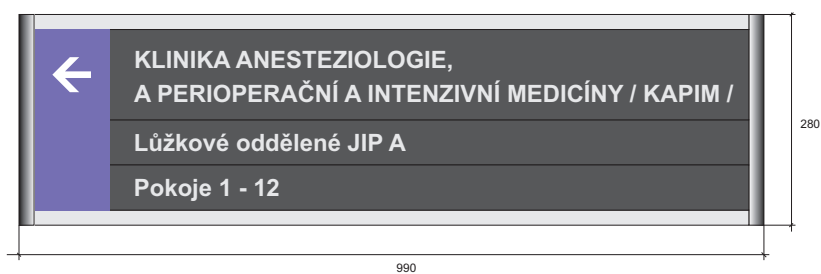 KLINIKA ANESTEZIOLOGIE,
A PERIOPERAČNÍ A INTENZIVNÍ MEDICÍNY / KAPIM /
Lůžkové oddělené JIP A
Pokoje 1 - 12
280
990